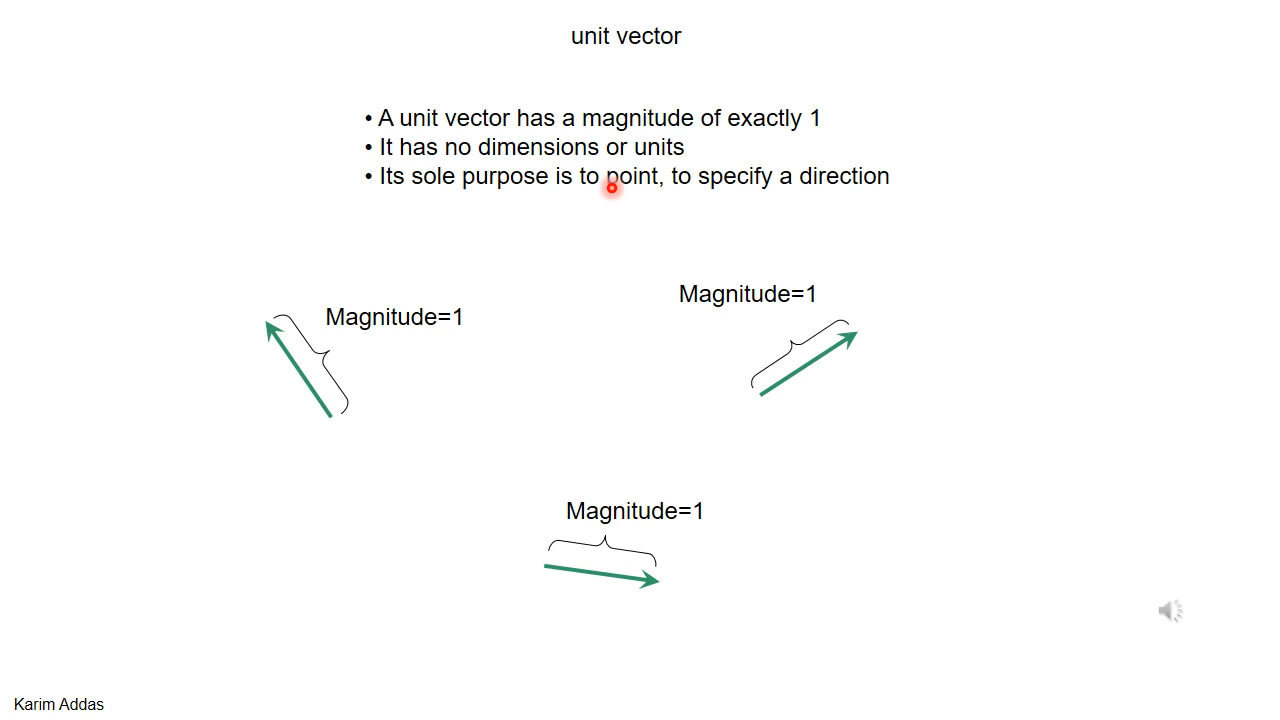 unit vector
• A unit vector has a magnitude of exactly 1
• It has no dimensions or units
• Its sole purpose is to point, to specify a direction
Magnitude=1
Magnitude=1
Magnitude=1
Karim Addas